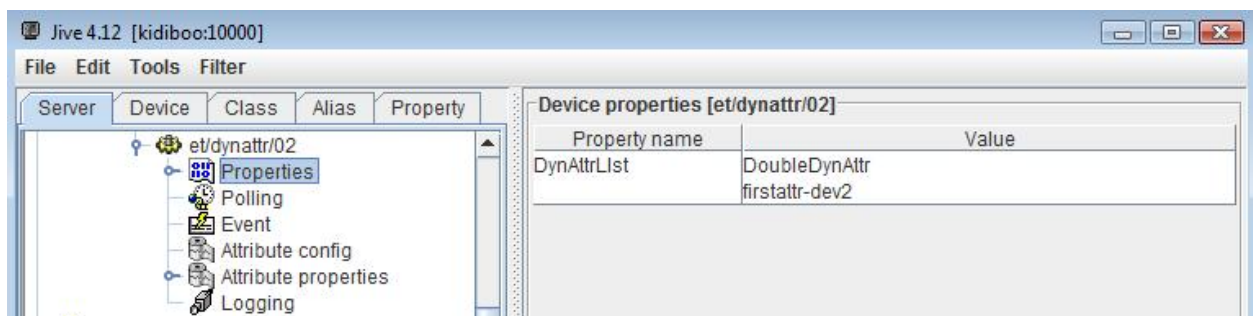 Jive 4.12 [kidiboo:10000]
File Edit Tools Filter
Server Device Class Alias Property
et/dynattr/02
Properties
Polling
Event
Attribute config
Attribute properties
Logging
Device properties [et/dynattr/02]
Property name Value
DynAttrLIst DoubleDynAttr
firstattr-dev2